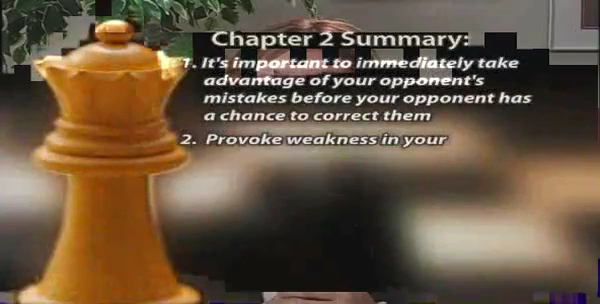 Chapter 2 Summary:
1. It's important to immediately take
advantage of your opponent's
mistakes before your opponent has
a chance to correct them
2. Provoke weakness in your